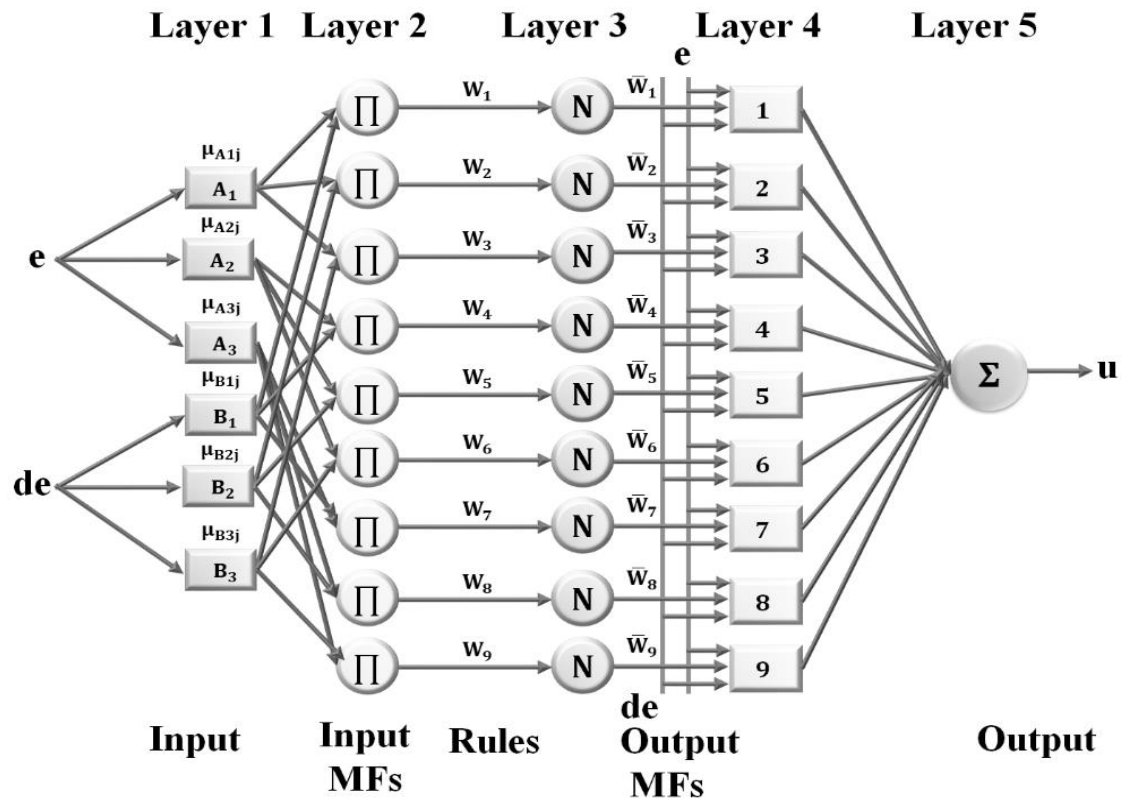 Layer 1 Layer 2 Layer 3 Layer 4 Layer 5
e
∏ W₁ N W̅₁ 1
μA1j
A₁ ∏ W₂ N W̅₂ 2
μA2j
e A₂ ∏ W₃ N W̅₃ 3
μA3j
A₃ ∏ W₄ N W̅₄ 4
Σ u
μB1j
B₁ ∏ W₅ N W̅₅ 5
μB2j
de B₂ ∏ W₆ N W̅₆ 6
μB3j
B₃ ∏ W₇ N W̅₇ 7
∏ W₈ N W̅₈ 8
∏ W₉ N W̅₉ 9
de
Input Input Rules Output Output
MFs MFs